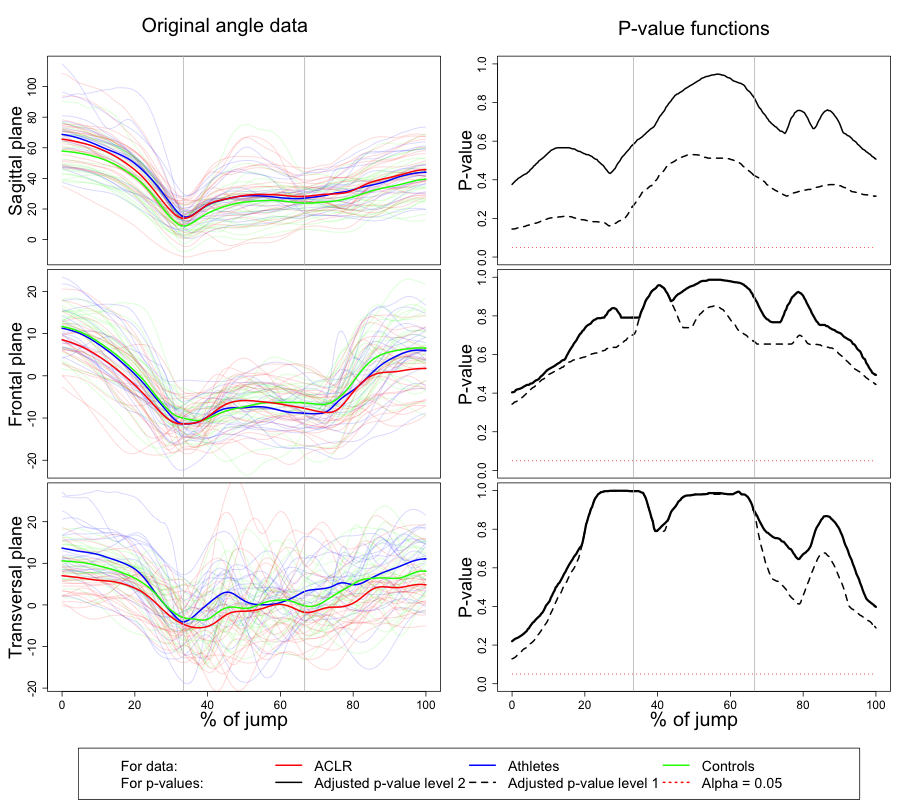 Original angle data
P-value functions
Sagittal plane
0 20 40 60 80 100
P-value
0.0 0.2 0.4 0.6 0.8 1.0
Frontal plane
-20 -10 0 10 20
P-value
0.0 0.2 0.4 0.6 0.8 1.0
Transversal plane
-20 -10 0 10 20
P-value
0.0 0.2 0.4 0.6 0.8 1.0
0 20 40 60 80 100
0 20 40 60 80 100
% of jump
% of jump
For data: ACLR Athletes Controls
For p-values: Adjusted p-value level 2 Adjusted p-value level 1 Alpha = 0.05